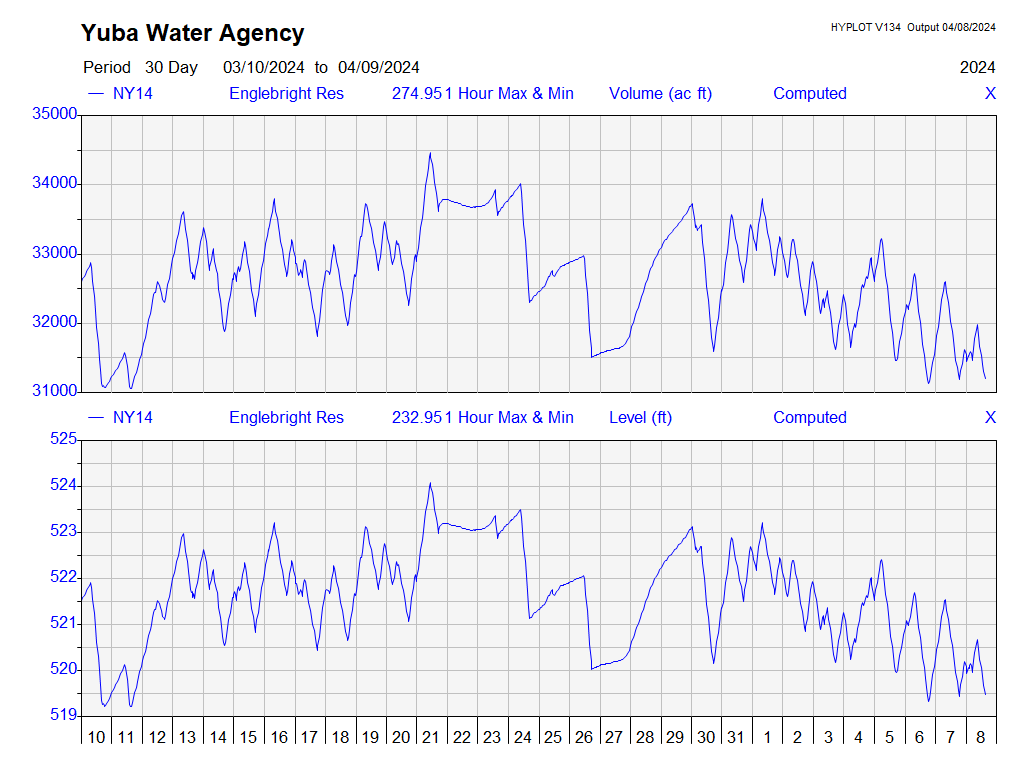 Yuba Water Agency
HYPLOT V134 Output 04/08/2024
Period 30 Day 03/10/2024 to 04/09/2024 2024
NY14 Englebright Res 274.951 Hour Max & Min Volume (ac ft) Computed X
35000
34000
33000
32000
31000
NY14 Englebright Res 232.951 Hour Max & Min Level (ft) Computed X
525
524
523
522
521
520
519
10 11 12 13 14 15 16 17 18 19 20 21 22 23 24 25 26 27 28 29 30 31 1 2 3 4 5 6 7 8